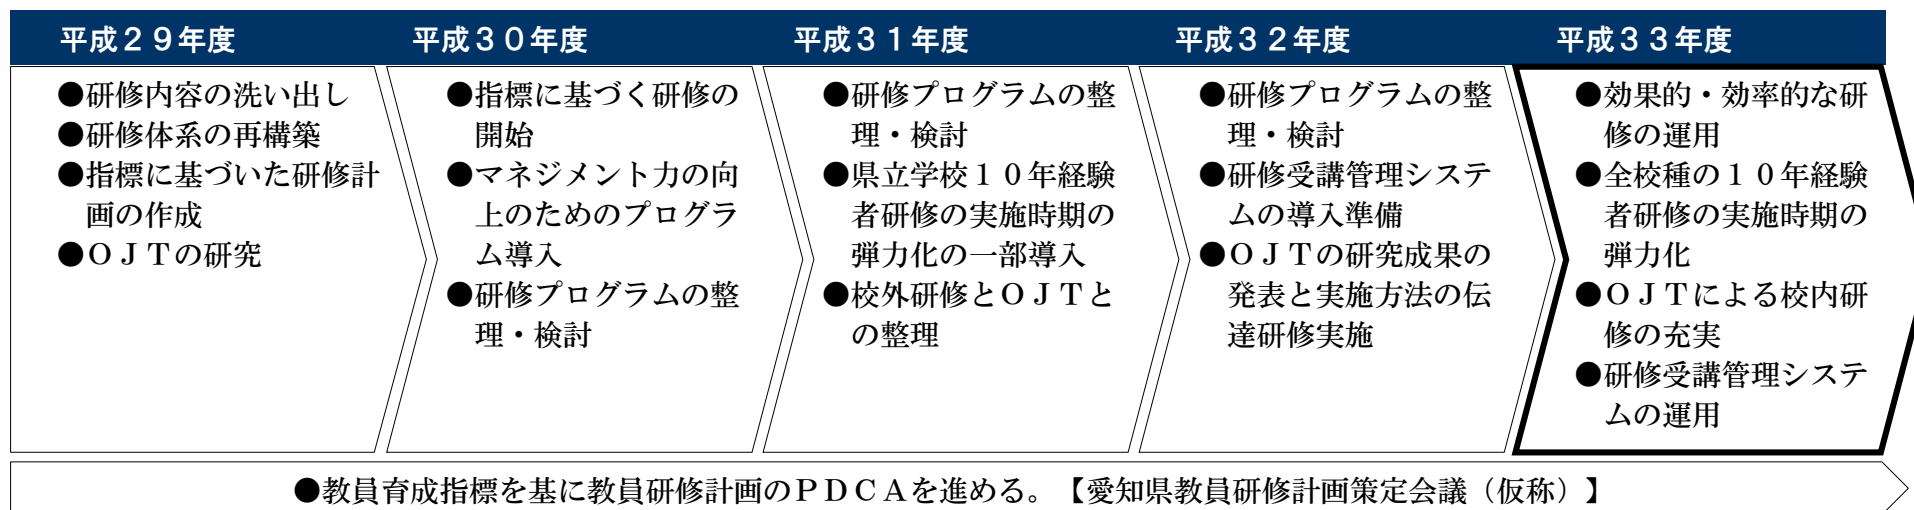 平成２９年度
平成３０年度
平成３１年度
平成３２年度
平成３３年度
●研修内容の洗い出し
●研修体系の再構築
●指標に基づいた研修計
画の作成
●ＯＪＴの研究
●指標に基づく研修の
開始
●マネジメント力の向
上のためのプログラ
ム導入
●研修プログラムの整
理・検討
●研修プログラムの整
理・検討
●県立学校１０年経験
者研修の実施時期の
弾力化の一部導入
●校外研修とＯＪＴと
の整理
●研修プログラムの整
理・検討
●研修受講管理システ
ムの導入準備
●ＯＪＴの研究成果の
発表と実施方法の伝
達研修実施
●効果的・効率的な研
修の運用
●全校種の１０年経験
者研修の実施時期の
弾力化
●ＯＪＴによる校内研
修の充実
●研修受講管理システ
ムの運用
●教員育成指標を基に教員研修計画のＰＤＣＡを進める。【愛知県教員研修計画策定会議（仮称）】